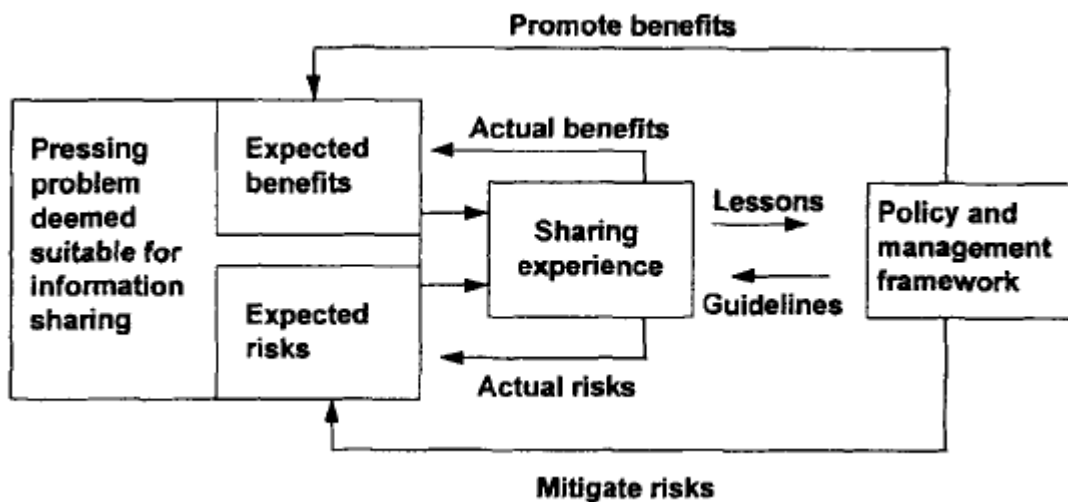 Promote benefits
Pressing
problem
deemed
suitable for
information
sharing
Expected
benefits
Expected
risks
Actual benefits
Sharing
experience
Actual risks
Lessons
Guidelines
Policy and
management
framework
Mitigate risks